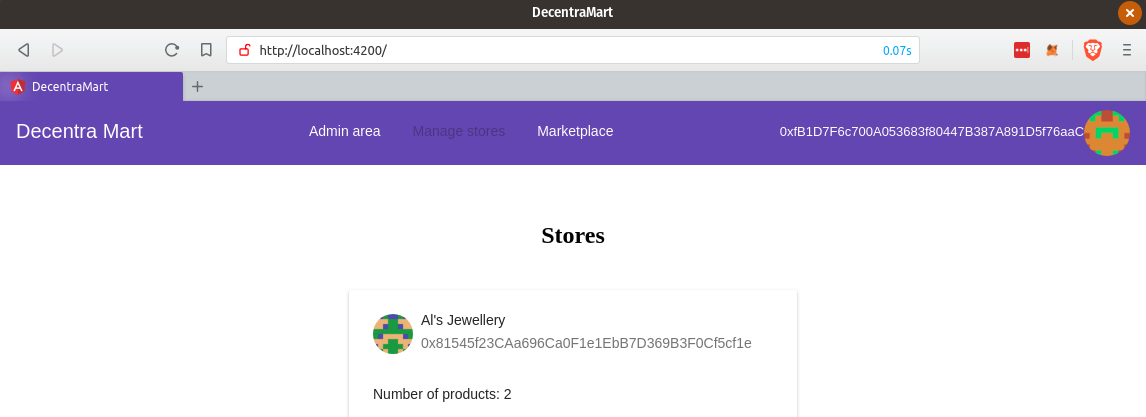 DecentraMart
http://localhost:4200/ 0.07s
DecentraMart
Decentra Mart Admin area Manage stores Marketplace 0xfB1D7F6c700A053683f80447B387A891D5f76aaC
Stores
Al's Jewellery
0x81545f23CAa696Ca0F1e1EbB7D369B3F0Cf5cf1e
Number of products: 2